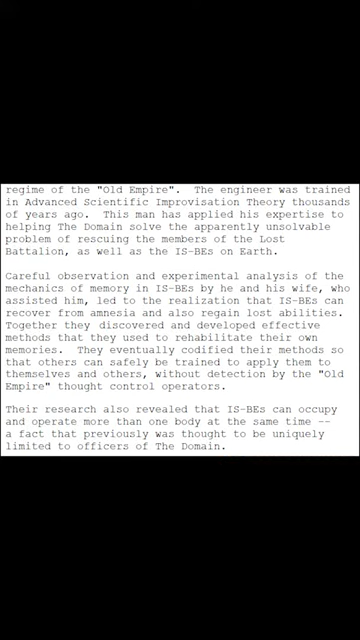 regime of the "Old Empire".  The engineer was trained
in Advanced Scientific Improvisation Theory thousands
of years ago.  This man has applied his expertise to
helping The Domain solve the apparently unsolvable
problem of rescuing the members of the Lost
Battalion, as well as the IS-BEs on Earth.

Careful observation and experimental analysis of the
mechanics of memory in IS-BEs by he and his wife, who
assisted him, led to the realization that IS-BEs can
recover from amnesia and also regain lost abilities.
Together they discovered and developed effective
methods that they used to rehabilitate their own
memories.  They eventually codified their methods so
that others can safely be trained to apply them to
themselves and others, without detection by the "Old
Empire" thought control operators.

Their research also revealed that IS-BEs can occupy
and operate more than one body at the same time --
a fact that previously was thought to be uniquely
limited to officers of The Domain.